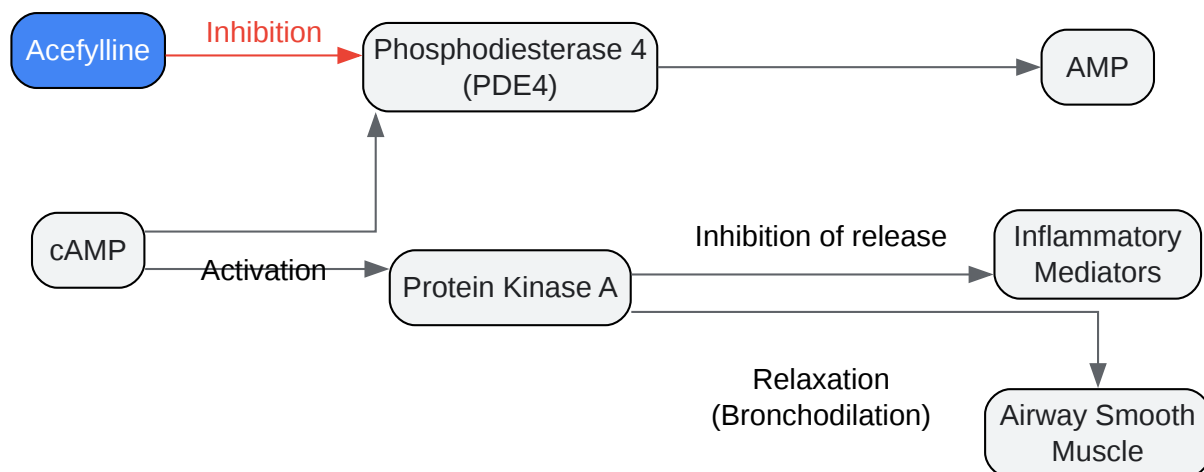 Acefylline
Inhibition
Phosphodiesterase 4
(PDE4)
AMP
cAMP
Activation
Protein Kinase A
Inhibition of release
Inflammatory
Mediators
Relaxation
(Bronchodilation)
Airway Smooth
Muscle